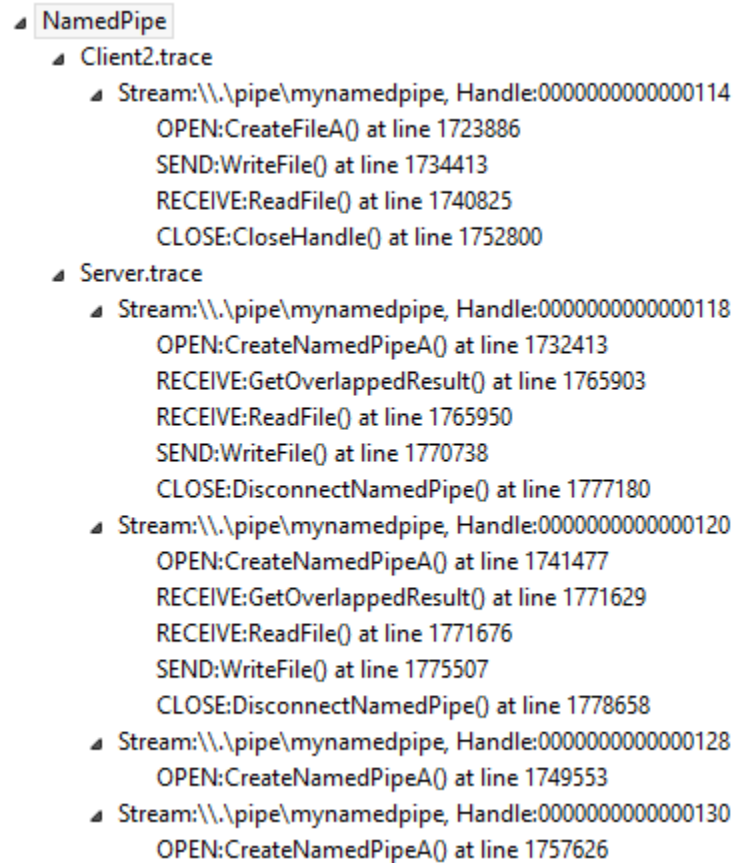 NamedPipe
Client2.trace
Stream:\\.\pipe\mynamedpipe, Handle:0000000000000114
OPEN:CreateFileA() at line 1723886
SEND:WriteFile() at line 1734413
RECEIVE:ReadFile() at line 1740825
CLOSE:CloseHandle() at line 1752800
Server.trace
Stream:\\.\pipe\mynamedpipe, Handle:0000000000000118
OPEN:CreateNamedPipeA() at line 1732413
RECEIVE:GetOverlappedResult() at line 1765903
RECEIVE:ReadFile() at line 1765950
SEND:WriteFile() at line 1770738
CLOSE:DisconnectNamedPipe() at line 1777180
Stream:\\.\pipe\mynamedpipe, Handle:0000000000000120
OPEN:CreateNamedPipeA() at line 1741477
RECEIVE:GetOverlappedResult() at line 1771629
RECEIVE:ReadFile() at line 1771676
SEND:WriteFile() at line 1775507
CLOSE:DisconnectNamedPipe() at line 1778658
Stream:\\.\pipe\mynamedpipe, Handle:0000000000000128
OPEN:CreateNamedPipeA() at line 1749553
Stream:\\.\pipe\mynamedpipe, Handle:0000000000000130
OPEN:CreateNamedPipeA() at line 1757626